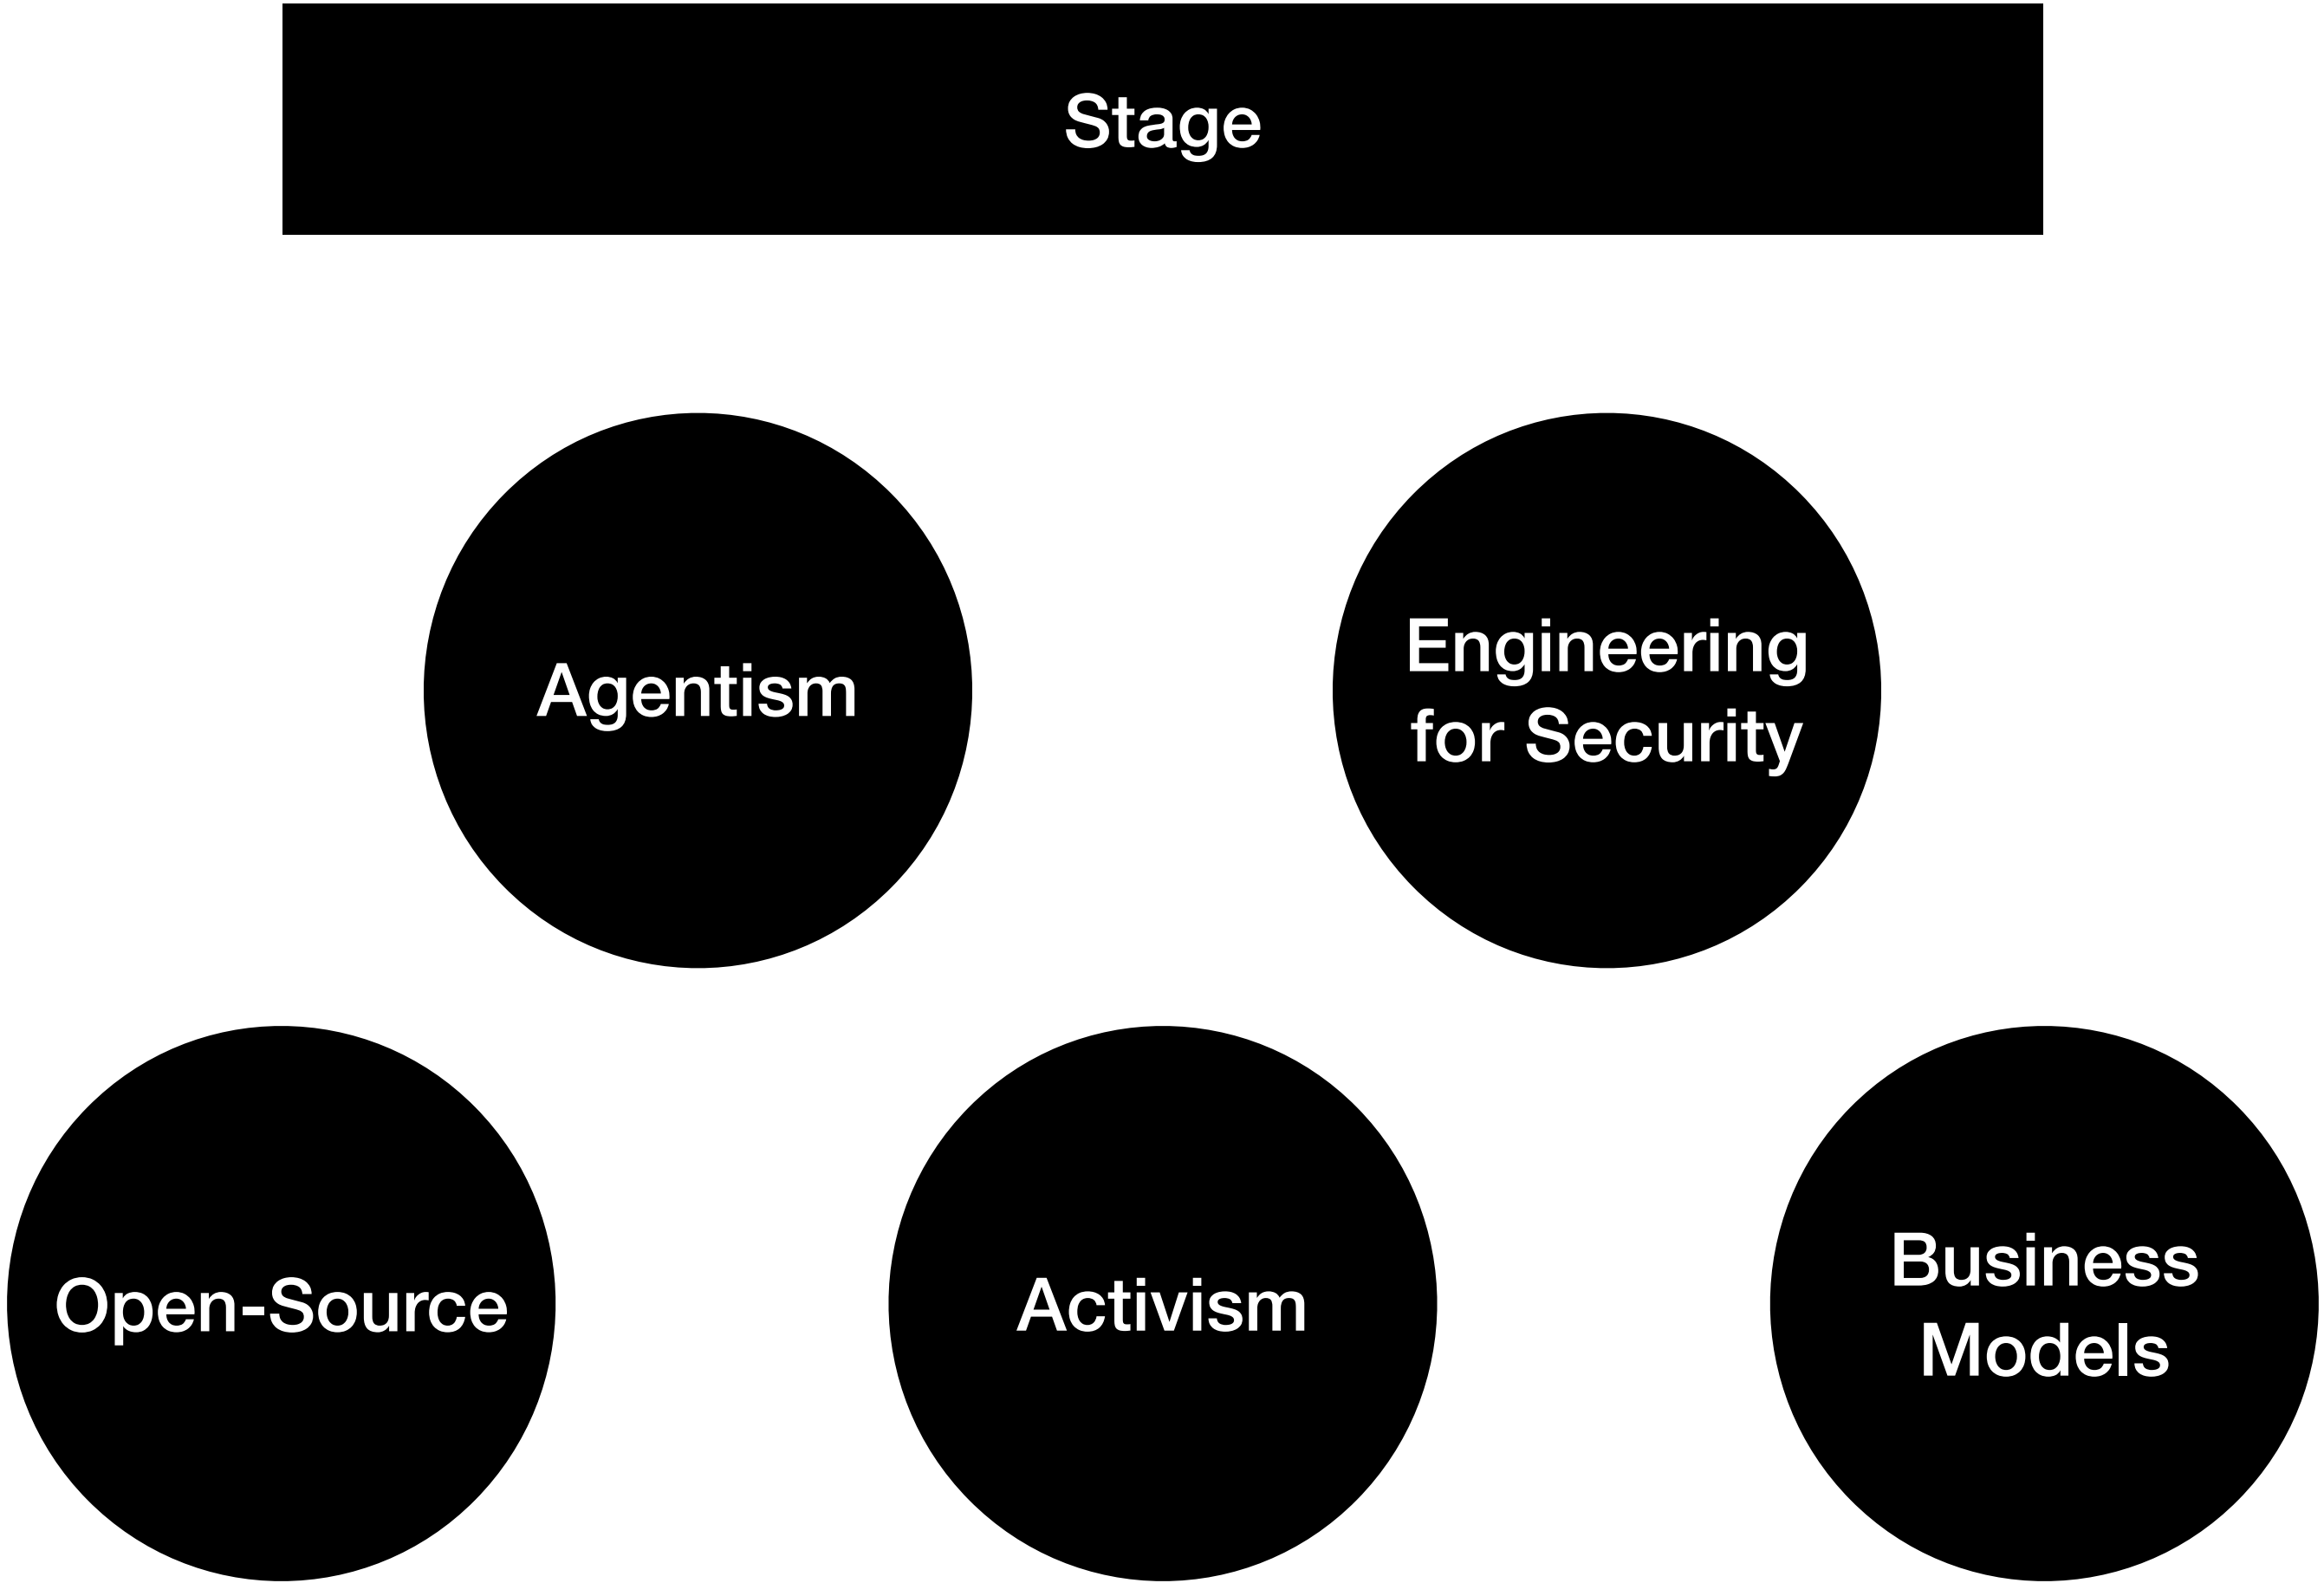 Stage
Agentism
Engineering
for Security
Open-Source
Activism
Business
Models